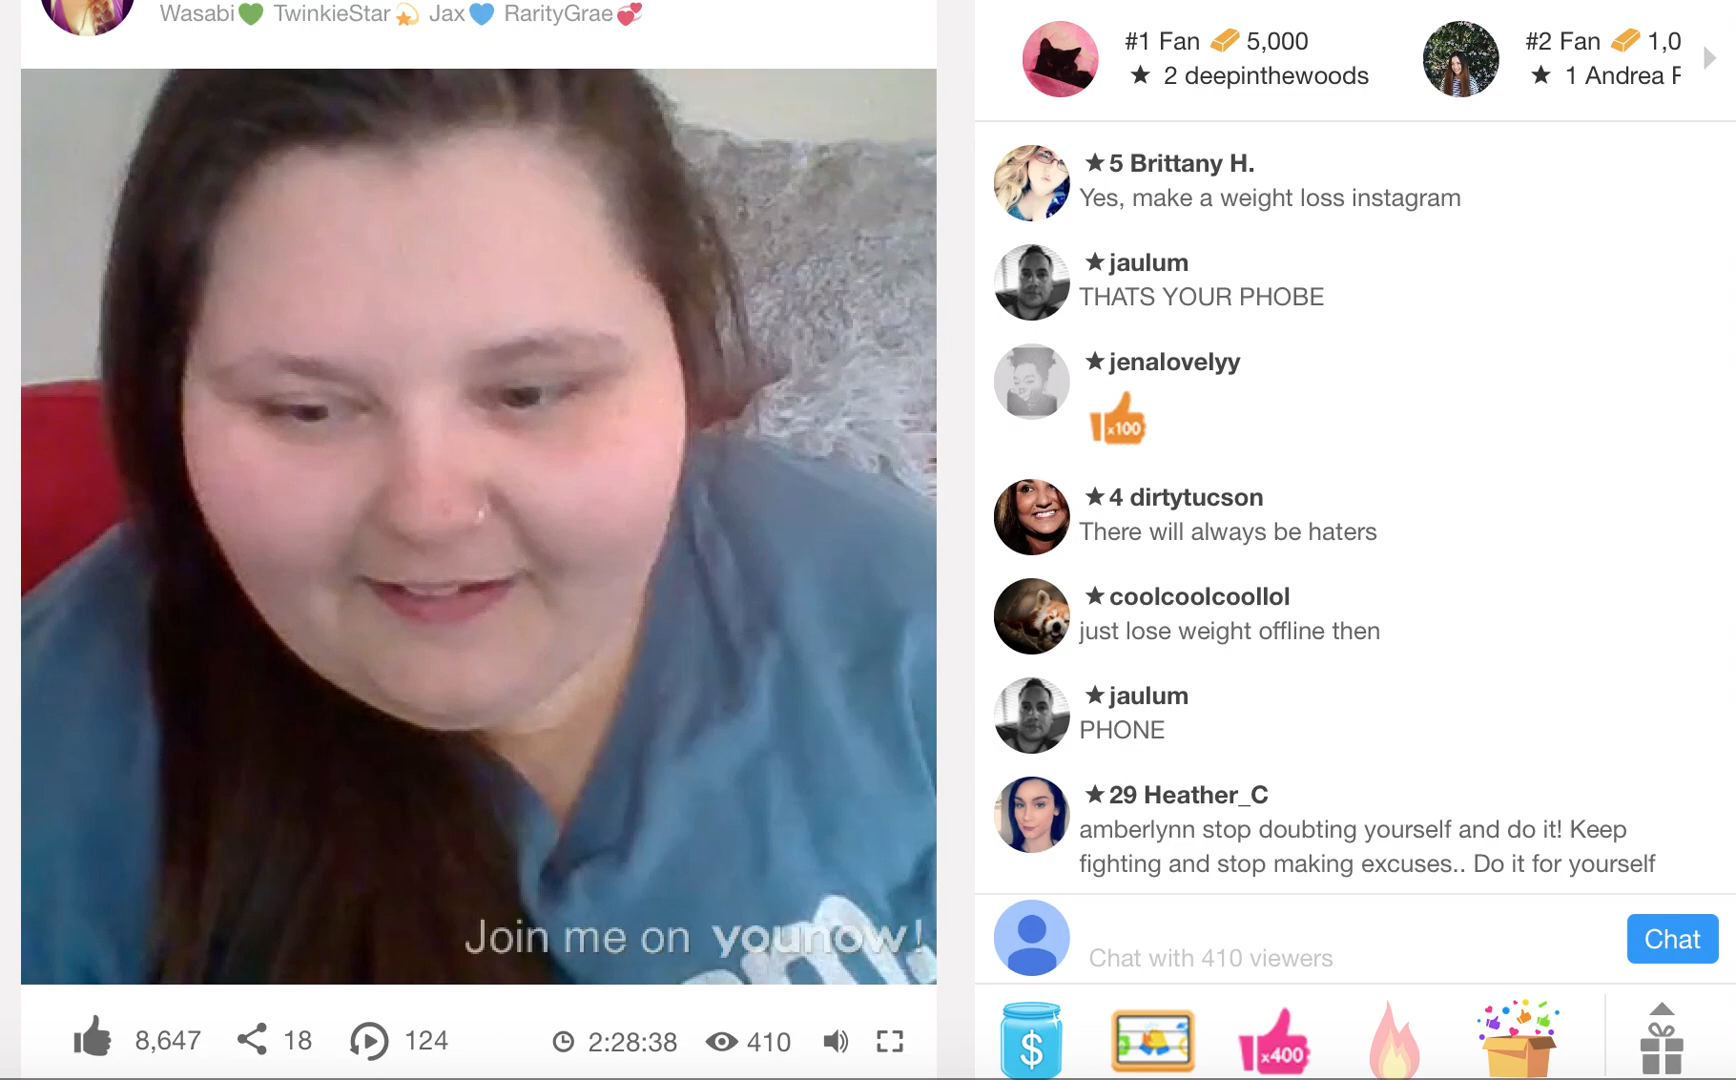 Wasabi💚 TwinkieStar💫 Jax💙 RarityGrae💞
Join me on younow!
8,647
18
124
2:28:38
410
#1 Fan 5,000
★ 2 deepinthewoods
#2 Fan 1,0
★ 1 Andrea F
★5 Brittany H.
Yes, make a weight loss instagram
★jaulum
THATS YOUR PHOBE
★jenalovelyy
x100
★4 dirtytucson
There will always be haters
★coolcoolcoollol
just lose weight offline then
★jaulum
PHONE
★29 Heather_C
amberlynn stop doubting yourself and do it! Keep
fighting and stop making excuses.. Do it for yourself
Chat with 410 viewers
Chat
$
x400